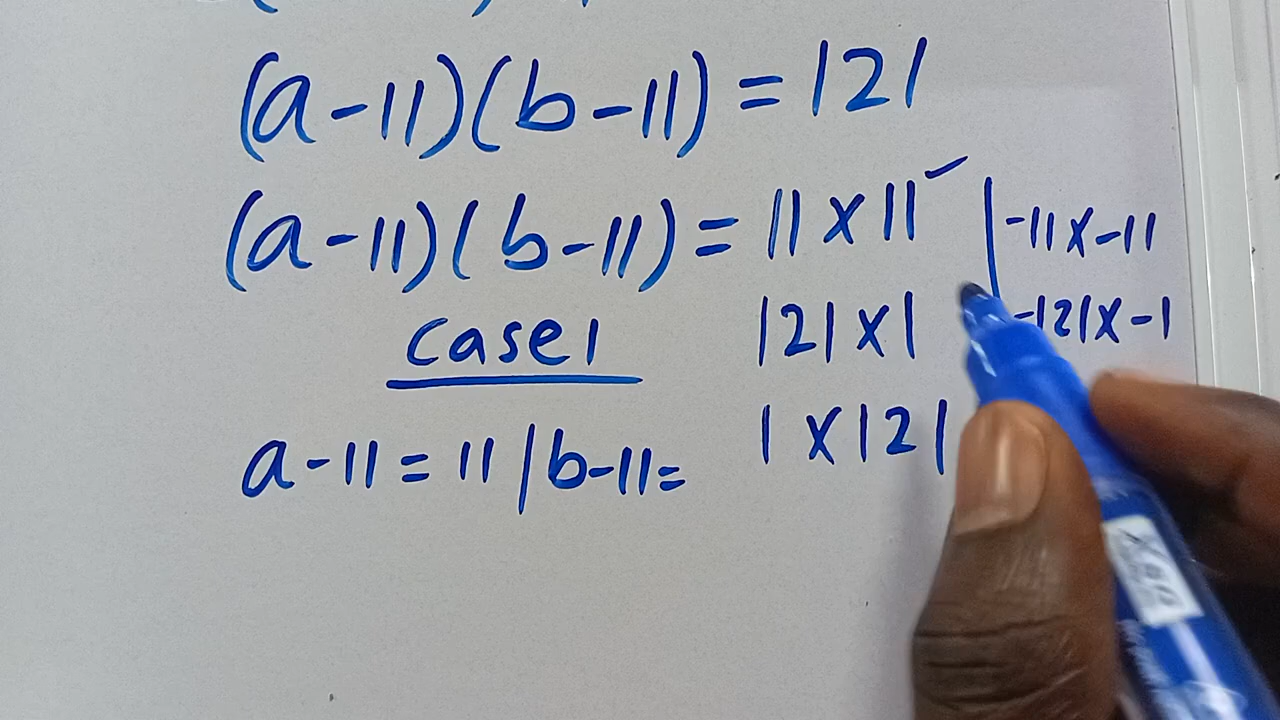 (a-11)(b-11) = 121
(a-11)(b-11) = 11 x 11 | -11 x -11
case 1 121 x 1 -121 x -1
a-11 = 11 | b-11 = 1 x 121